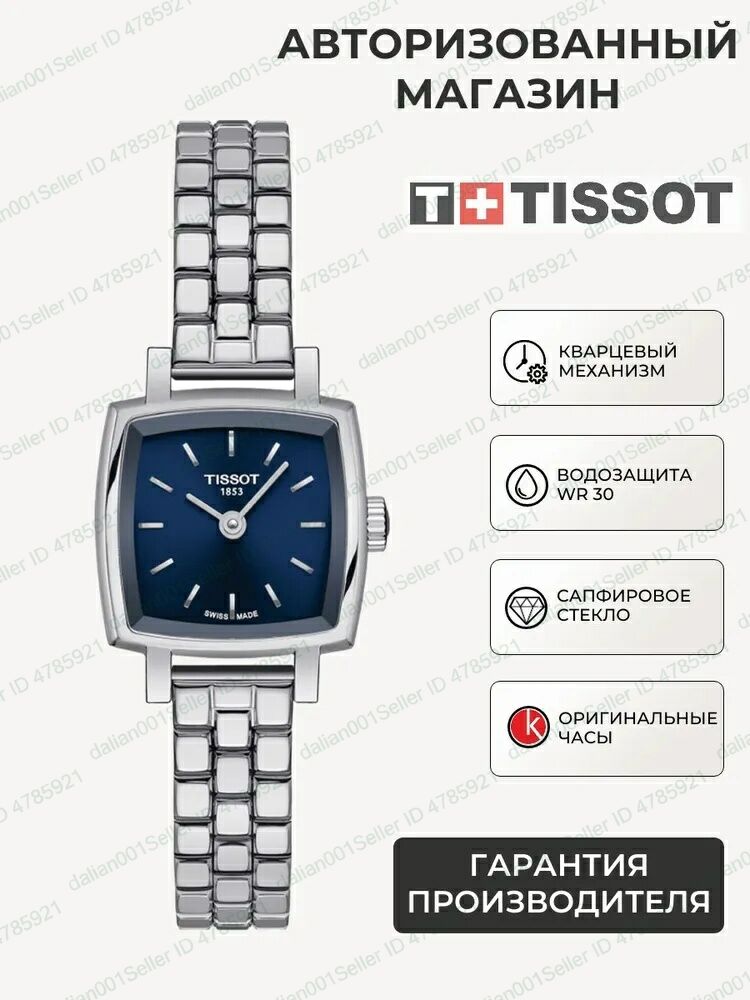 АВТОРИЗОВАННЫЙ
МАГАЗИН
T+TISSOT
КВАРЦЕВЫЙ
МЕХАНИЗМ
ВОДОЗАЩИТА
WR 30
САПФИРОВОЕ
СТЕКЛО
ОРИГИНАЛЬНЫЕ
ЧАСЫ
ГАРАНТИЯ
ПРОИЗВОДИТЕЛЯ
TISSOT
1853
SWISS MADE
k
dalian001Seller ID 4785921